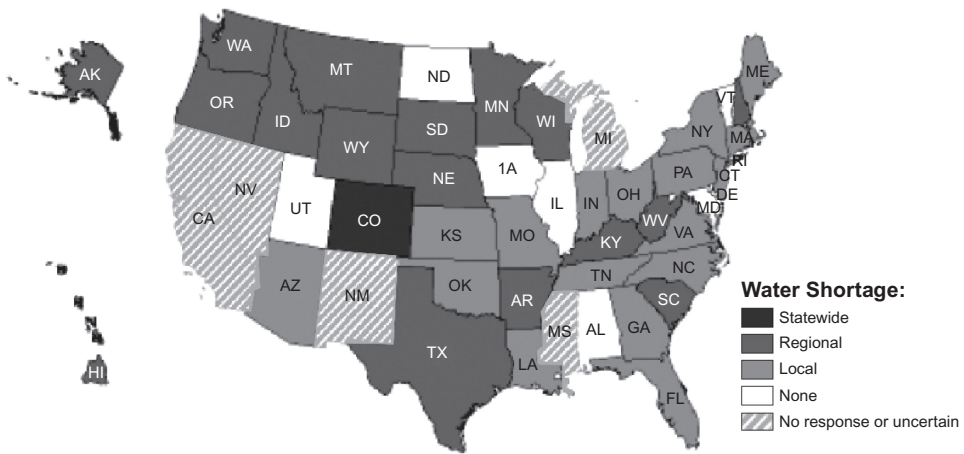 WA
AK
MT
ND
ME
OR
MN
VT
ID
SD
WI
NY
MA
WY
MI
RI
1A
PA
CT
NE
NV
IL
IN
OH
DE
UT
MD
CA
CO
WV
KS
MO
VA
KY
AZ
NM
OK
TN
NC
AR
SC
MS
AL
GA
TX
LA
HI
FL
Water Shortage:
Statewide
Regional
Local
None
No response or uncertain